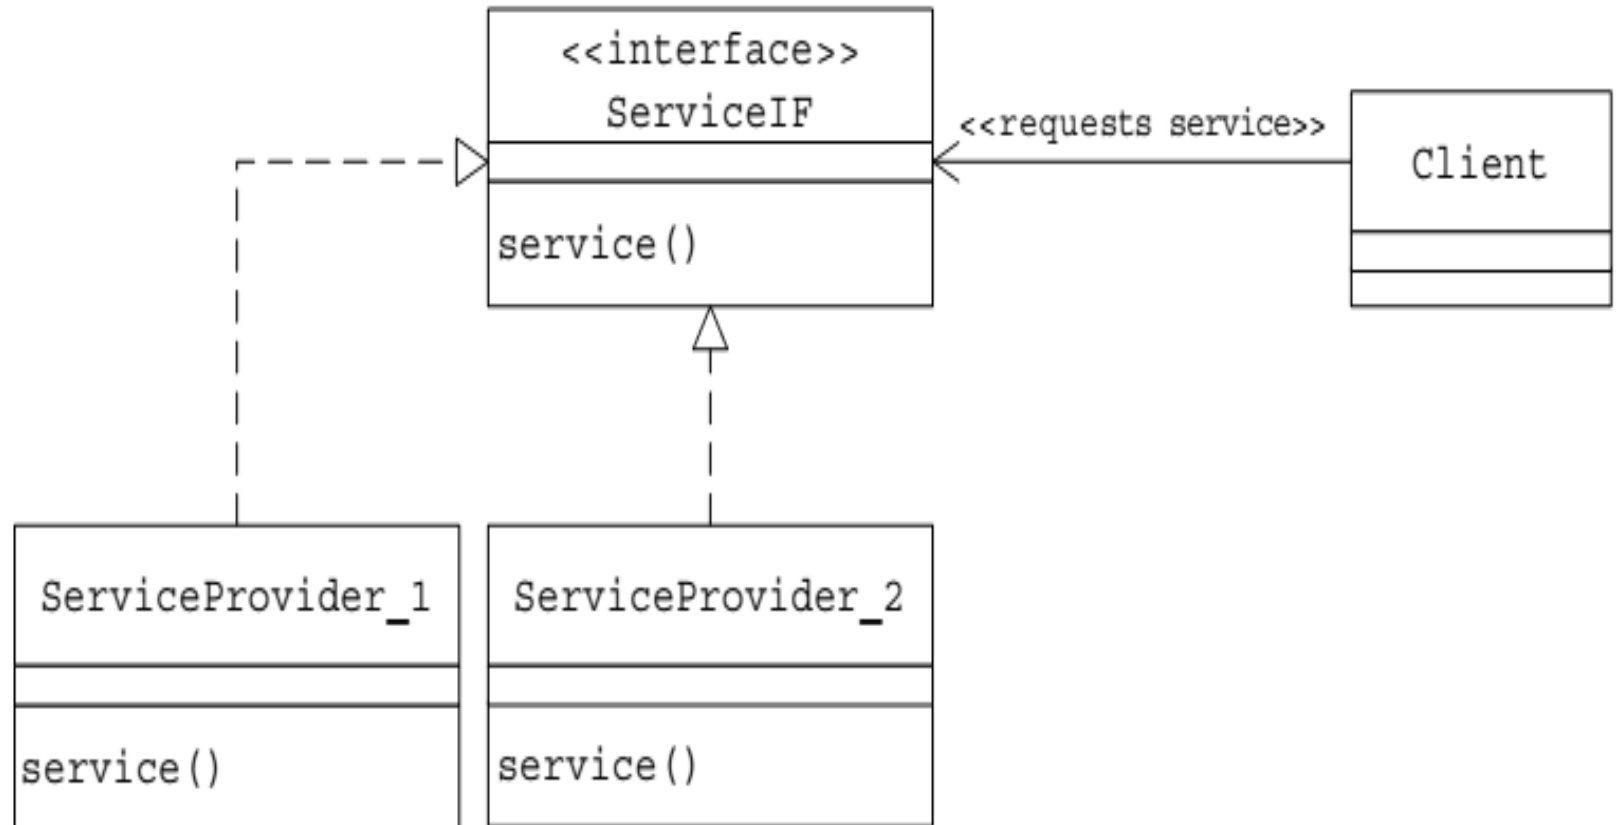 <<interface>>
ServiceIF
<<requests service>>
Client
service()
ServiceProvider_1
ServiceProvider_2
service()
service()